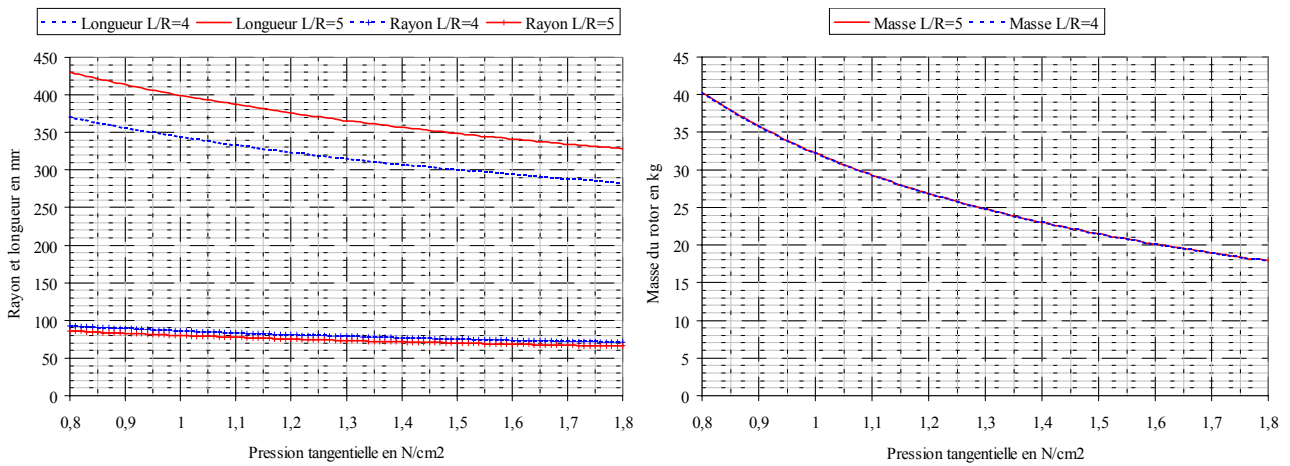 Longueur L/R=4 Longueur L/R=5 Rayon L/R=4 Rayon L/R=5
450
400
350
300
250
200
150
100
50
0
Rayon et longueur en mm
0,8 0,9 1 1,1 1,2 1,3 1,4 1,5 1,6 1,7 1,8
Pression tangentielle en N/cm2
Masse L/R=5 Masse L/R=4
45
40
35
30
25
20
15
10
5
0
Masse du rotor en kg
0,8 0,9 1 1,1 1,2 1,3 1,4 1,5 1,6 1,7 1,8
Pression tangentielle en N/cm2